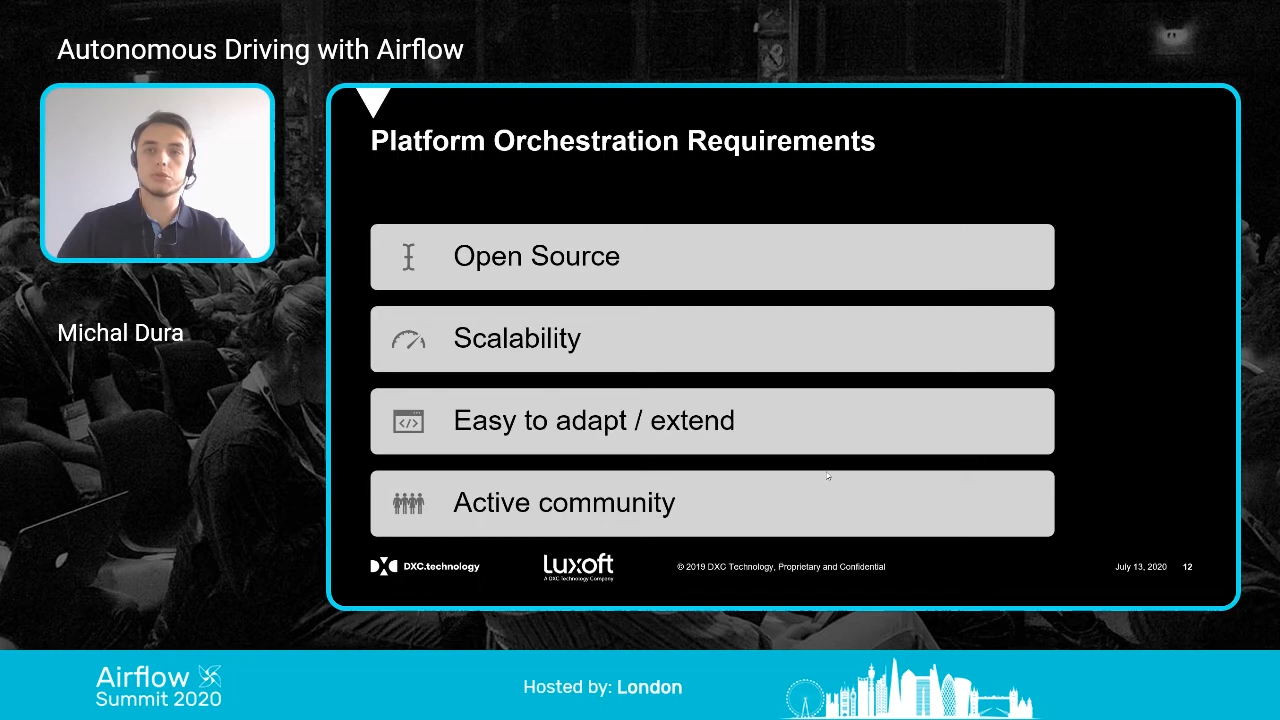 Autonomous Driving with Airflow
Michal Dura
Platform Orchestration Requirements
Open Source
Scalability
Easy to adapt / extend
Active community
DXC.technology
Luxoft
A DXC Technology Company
© 2019 DXC Technology, Proprietary and Confidential
July 13, 2020
12
Airflow
Summit 2020
Hosted by: London